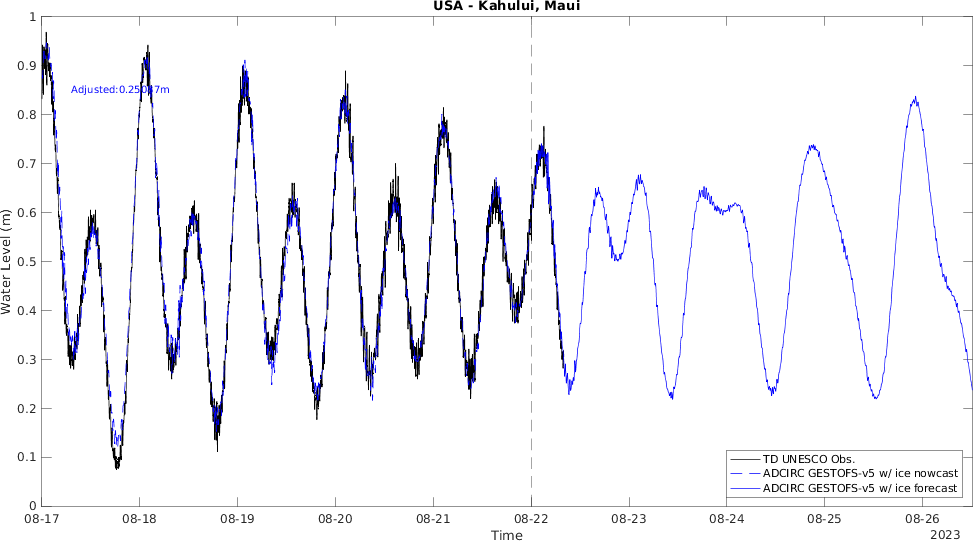 USA - Kahului, Maui
1
0.9
0.8
0.7
0.6
0.5
0.4
0.3
0.2
0.1
0
Water Level (m)
08-17 08-18 08-19 08-20 08-21 08-22 08-23 08-24 08-25 08-26
Time
2023
TD UNESCO Obs.
ADCIRC GESTOFS-v5 w/ ice nowcast
ADCIRC GESTOFS-v5 w/ ice forecast